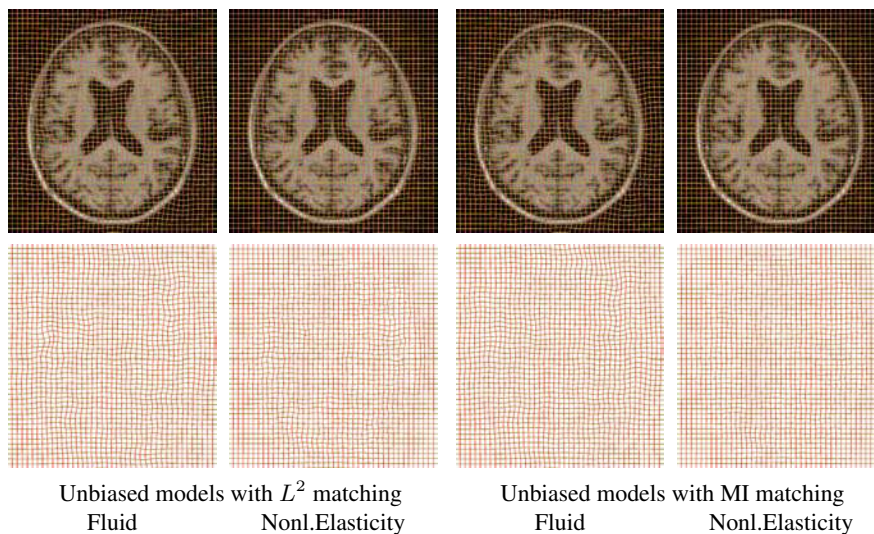 Unbiased models with L² matching
Unbiased models with MI matching
Fluid
Nonl.Elasticity
Fluid
Nonl.Elasticity